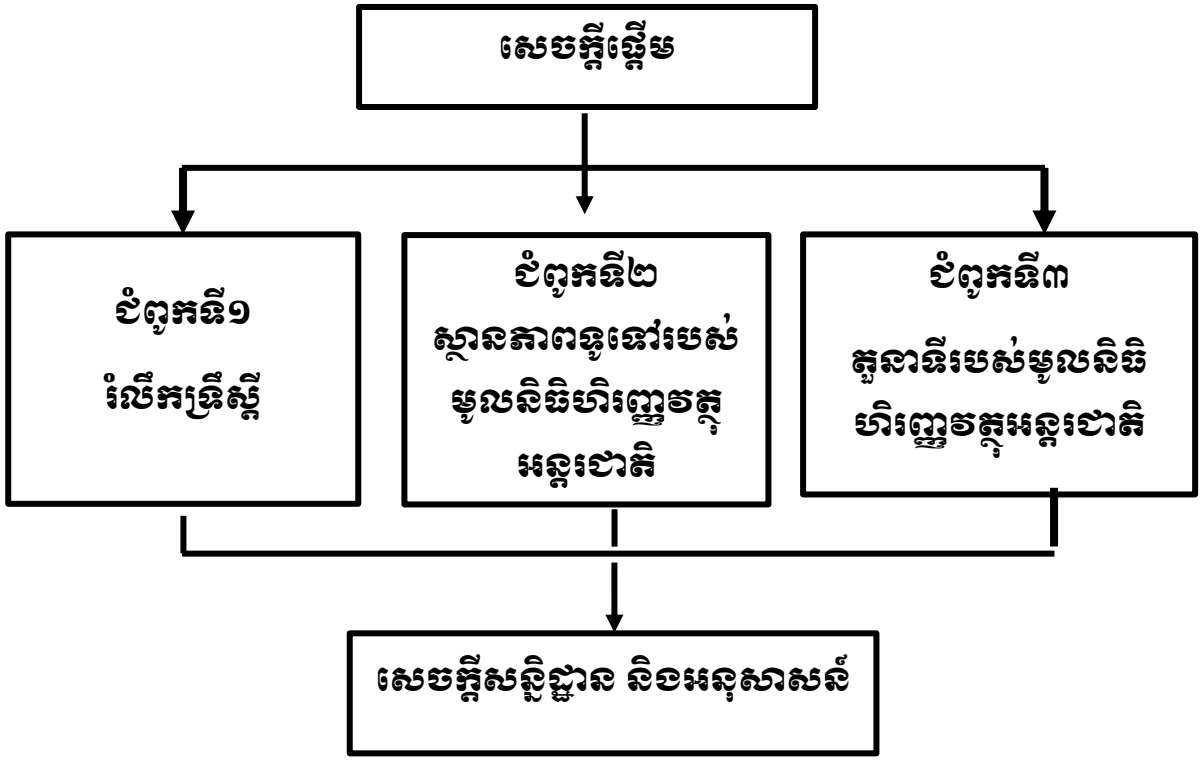 សេចក្តីផ្តើម
ជំពូកទី១
រំលឹកទ្រឹស្តី
ជំពូកទី២
ស្ថានភាពទូទៅរបស់
មូលនិធិហិរញ្ញវត្ថុ
អន្តរជាតិ
ជំពូកទី៣
តួនាទីរបស់មូលនិធិ
ហិរញ្ញវត្ថុអន្តរជាតិ
សេចក្តីសន្និដ្ឋាន និងអនុសាសន៍